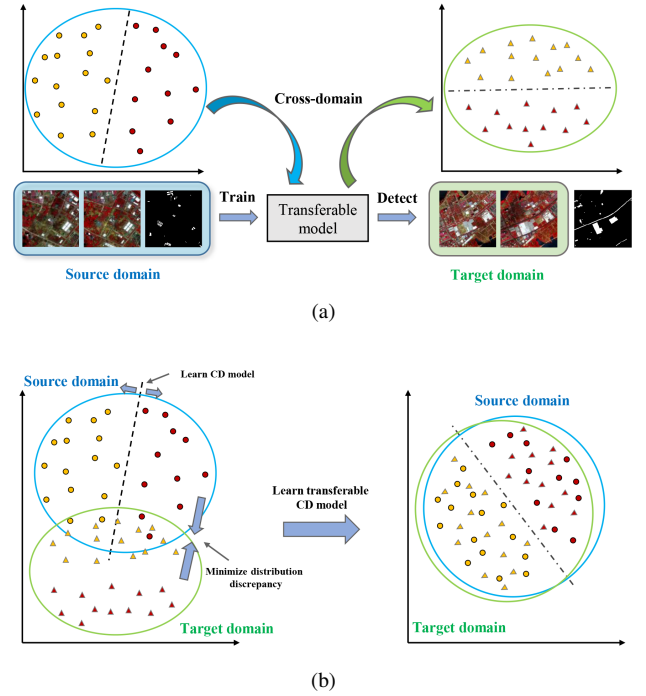 Cross-domain
Train
Transferable
model
Detect
Source domain
Target domain
(a)
Learn CD model
Source domain
Minimize distribution
discrepancy
Target domain
Learn transferable
CD model
Source domain
Target domain
(b)